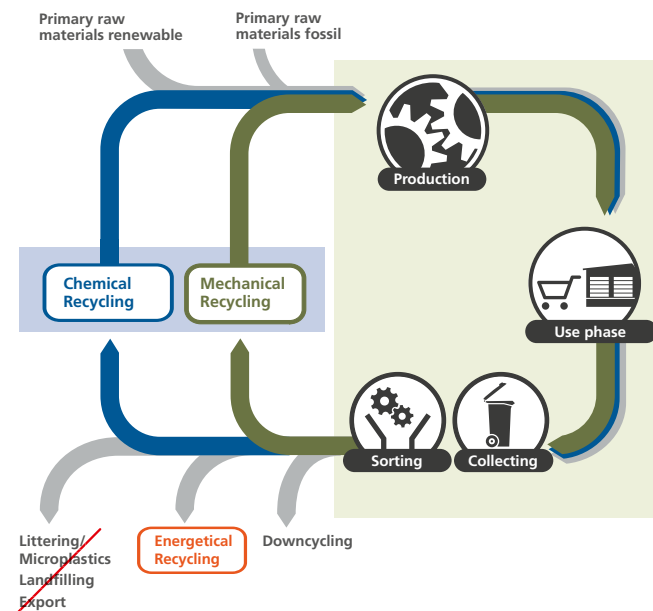 Primary raw
materials renewable
Primary raw
materials fossil
Production
Chemical
Recycling
Mechanical
Recycling
Use phase
Sorting
Collecting
Littering/
Microplastics
Landfilling
Export
Energetical
Recycling
Downcycling